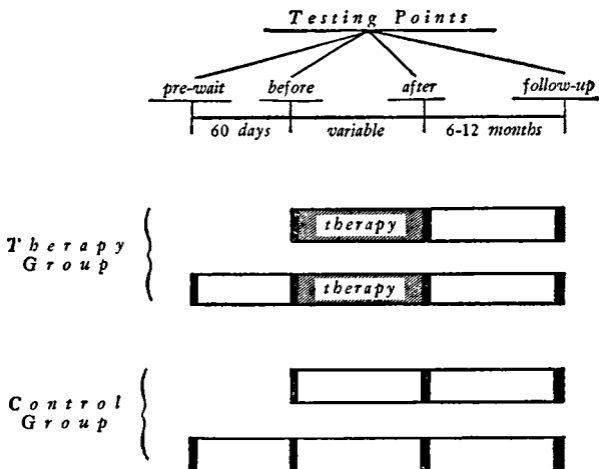 Testing Points
pre-wait before after follow-up
60 days variable 6-12 months
therapy
Therapy
Group
therapy
Control
Group